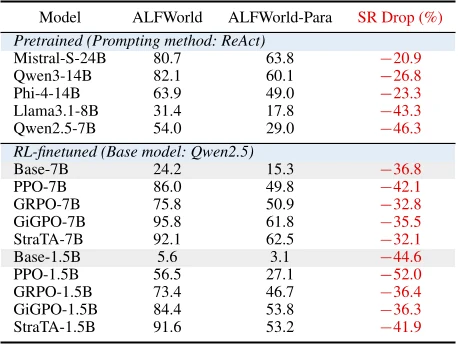 Model ALFWorld ALFWorld-Para SR Drop (%)
Pretrained (Prompting method: ReAct)
Mistral-S-24B 80.7 63.8 −20.9
Qwen3-14B 82.1 60.1 −26.8
Phi-4-14B 63.9 49.0 −23.3
Llama3.1-8B 31.4 17.8 −43.3
Qwen2.5-7B 54.0 29.0 −46.3
RL-finetuned (Base model: Qwen2.5)
Base-7B 24.2 15.3 −36.8
PPO-7B 86.0 49.8 −42.1
GRPO-7B 75.8 50.9 −32.8
GiGPO-7B 95.8 61.8 −35.5
StraTA-7B 92.1 62.5 −32.1
Base-1.5B 5.6 3.1 −44.6
PPO-1.5B 56.5 27.1 −52.0
GRPO-1.5B 73.4 46.7 −36.4
GiGPO-1.5B 84.4 53.8 −36.3
StraTA-1.5B 91.6 53.2 −41.9